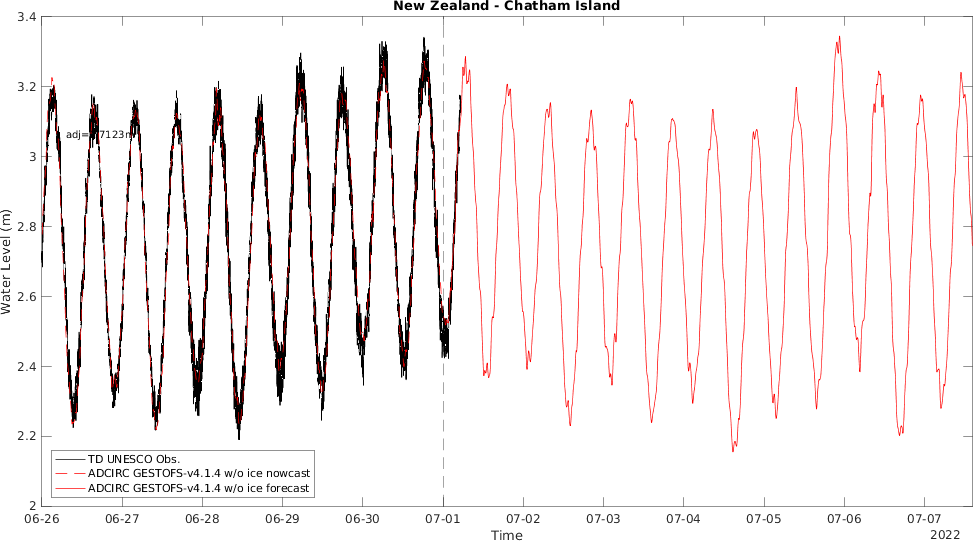 New Zealand - Chatham Island
3.4
3.2
3
2.8
2.6
2.4
2.2
2
Water Level (m)
adj= 7123m
TD UNESCO Obs.
ADCIRC GESTOFS-v4.1.4 w/o ice nowcast
ADCIRC GESTOFS-v4.1.4 w/o ice forecast
06-26 06-27 06-28 06-29 06-30 07-01 07-02 07-03 07-04 07-05 07-06 07-07
Time
2022